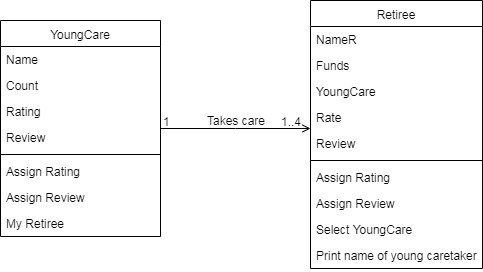 YoungCare
Name
Count
Rating
Review
Assign Rating
Assign Review
My Retiree
1
Takes care
1..4
Retiree
NameR
Funds
YoungCare
Rate
Review
Assign Rating
Assign Review
Select YoungCare
Print name of young caretaker